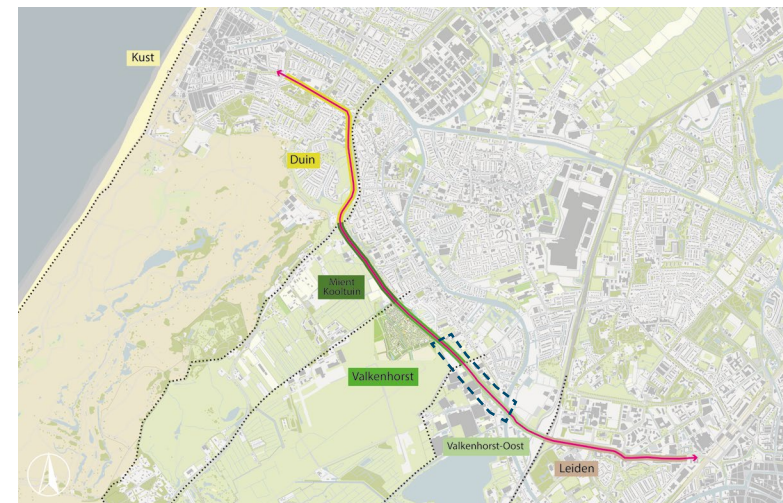 Kust
Duin
Mient
Kooltuin
Valkenhorst
Valkenhorst-Oost
Leiden